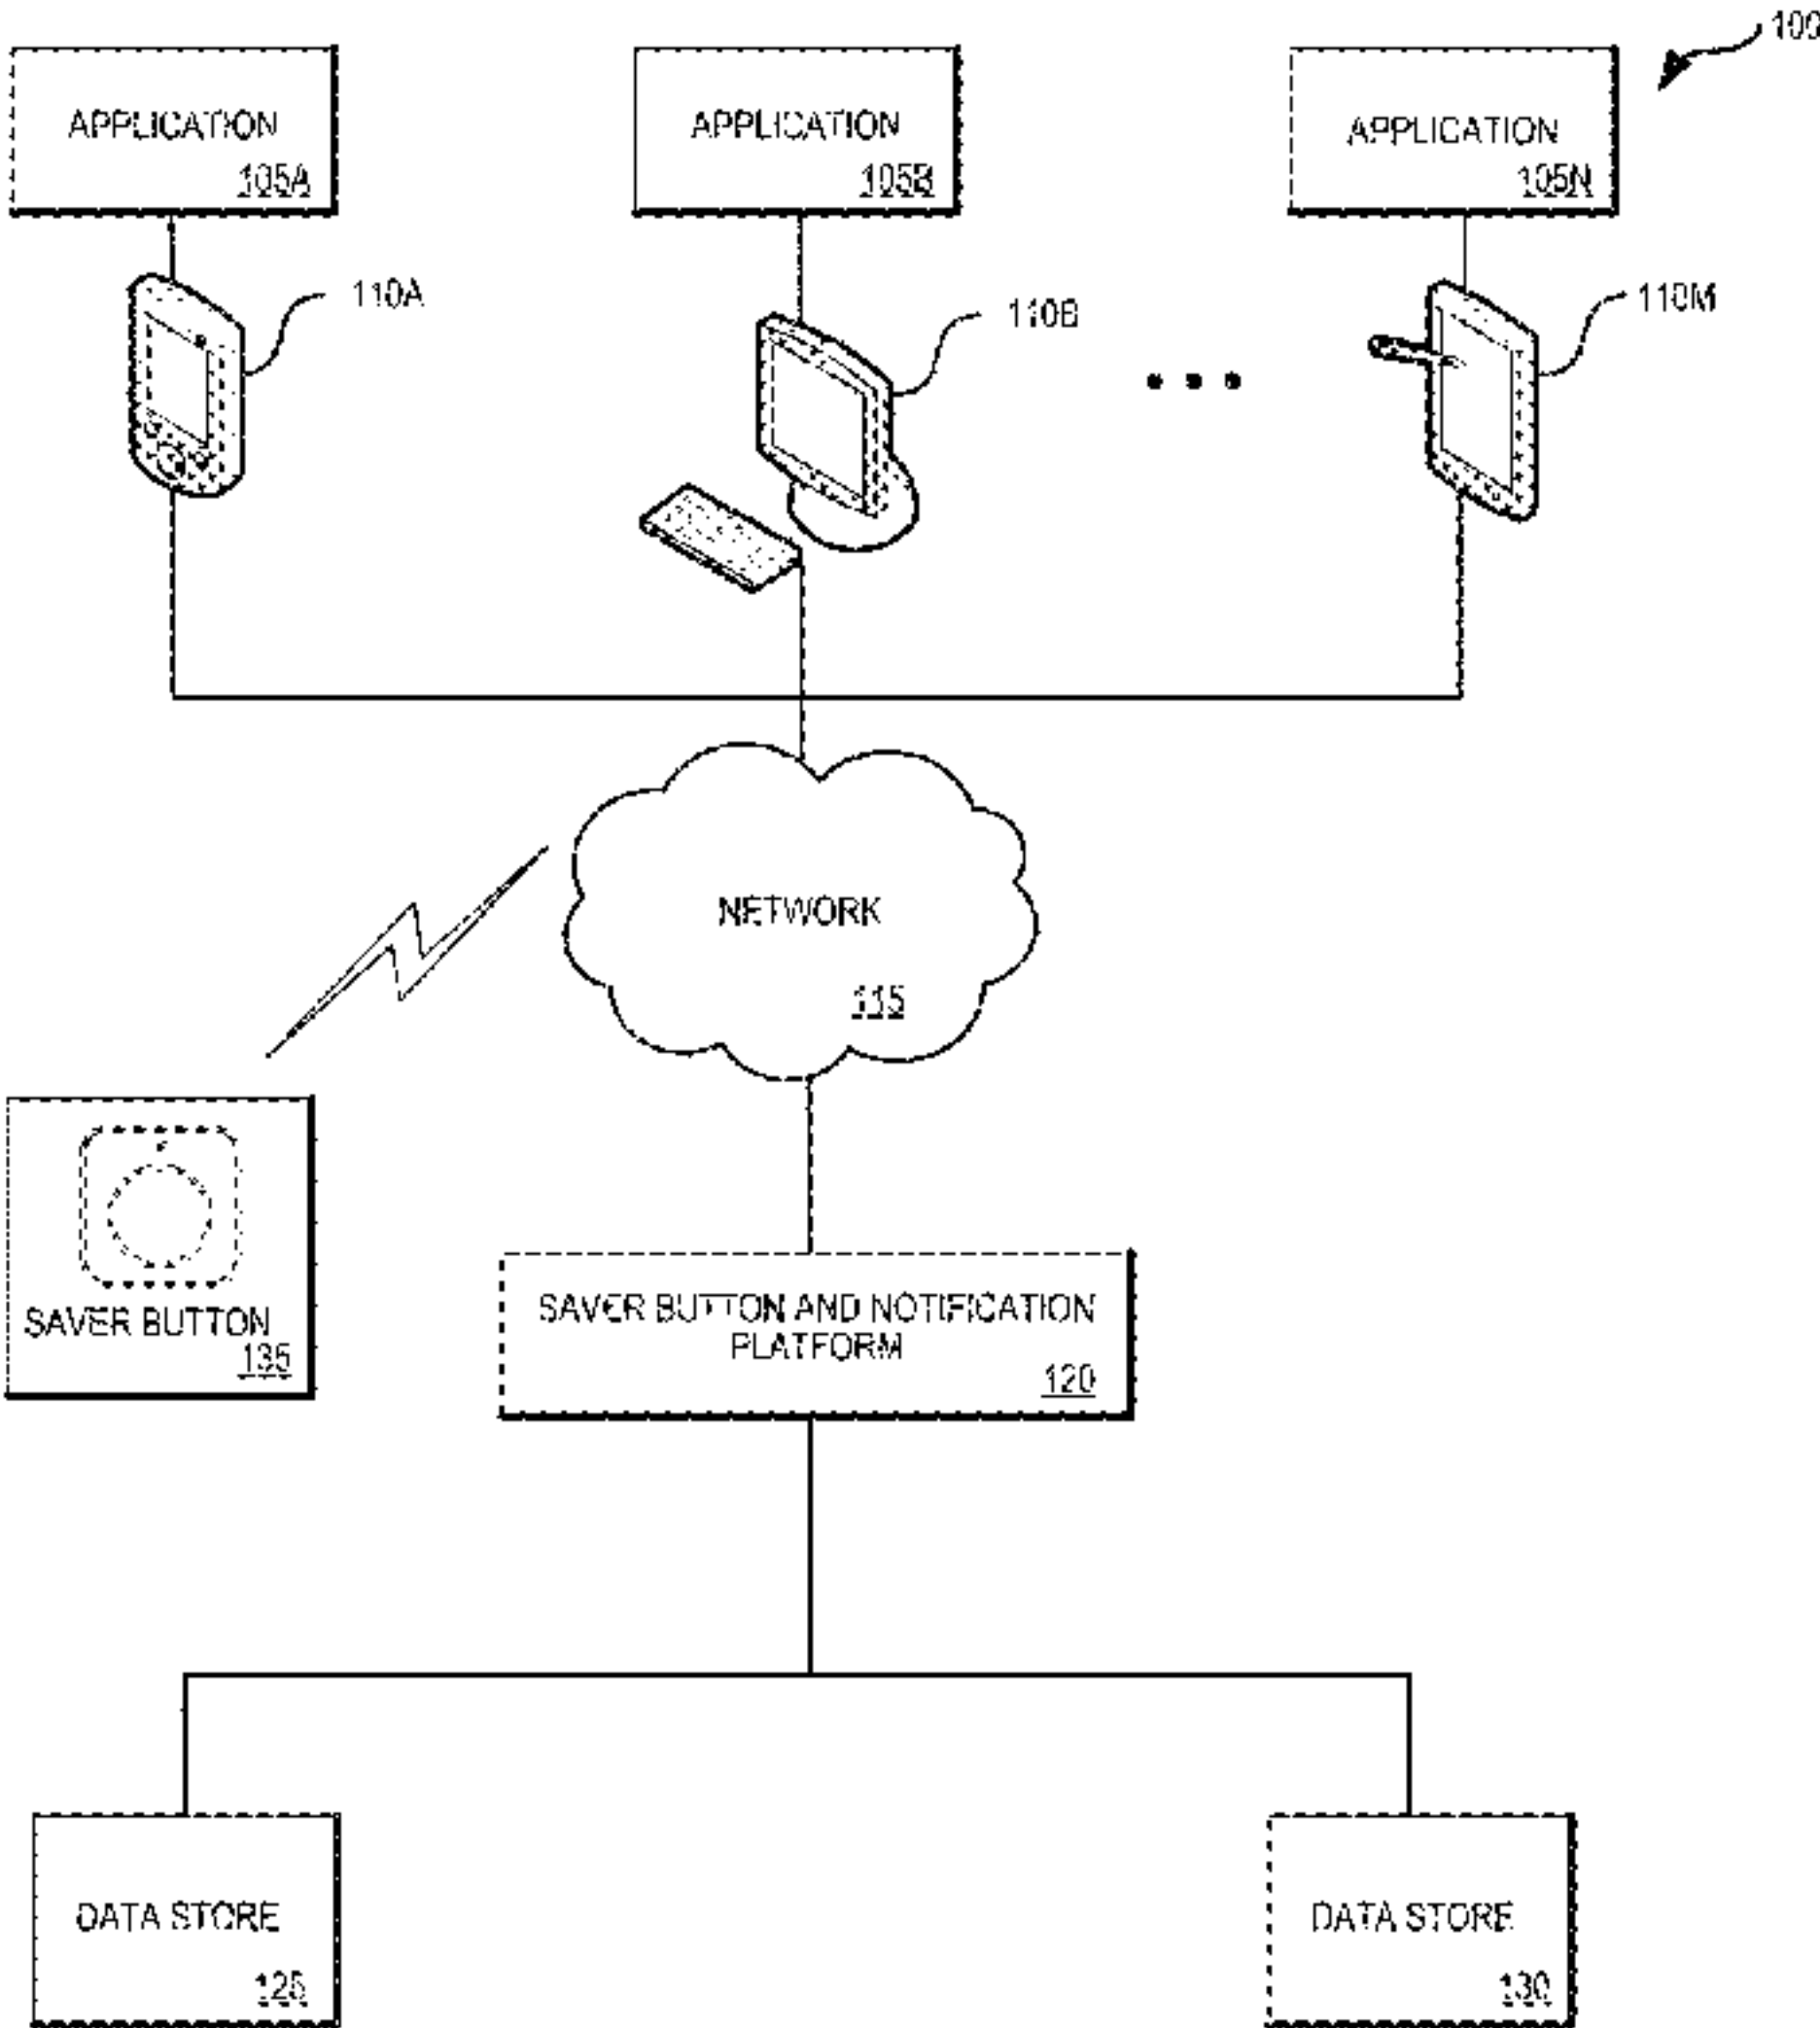 100
APPLICATION
105A
APPLICATION
105B
APPLICATION
105N
110A
110B
110M
NETWORK
115
SAVER BUTTON
135
SAVER BUTTON AND NOTIFICATION
PLATFORM
120
DATA STORE
125
DATA STORE
130